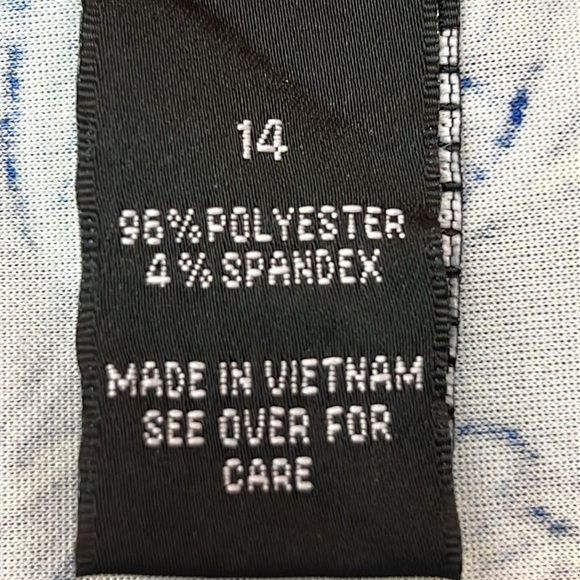 14
96% POLYESTER
4% SPANDEX
MADE IN VIETNAM
SEE OVER FOR
CARE